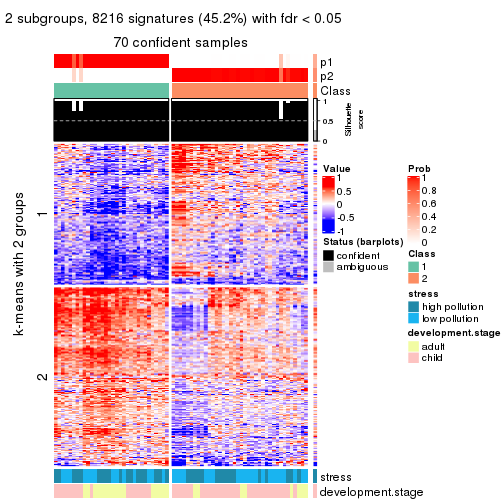 2 subgroups, 8216 signatures (45.2%) with fdr < 0.05
70 confident samples
p1
p2
Class
1
0.5
0
Silhouette
score
k-means with 2 groups
1
2
Value
1
0.5
0
-0.5
-1
Status (barplots)
confident
ambiguous
Prob
1
0.8
0.6
0.4
0.2
0
Class
1
2
stress
high pollution
low pollution
development.stage
adult
child
stress
development.stage